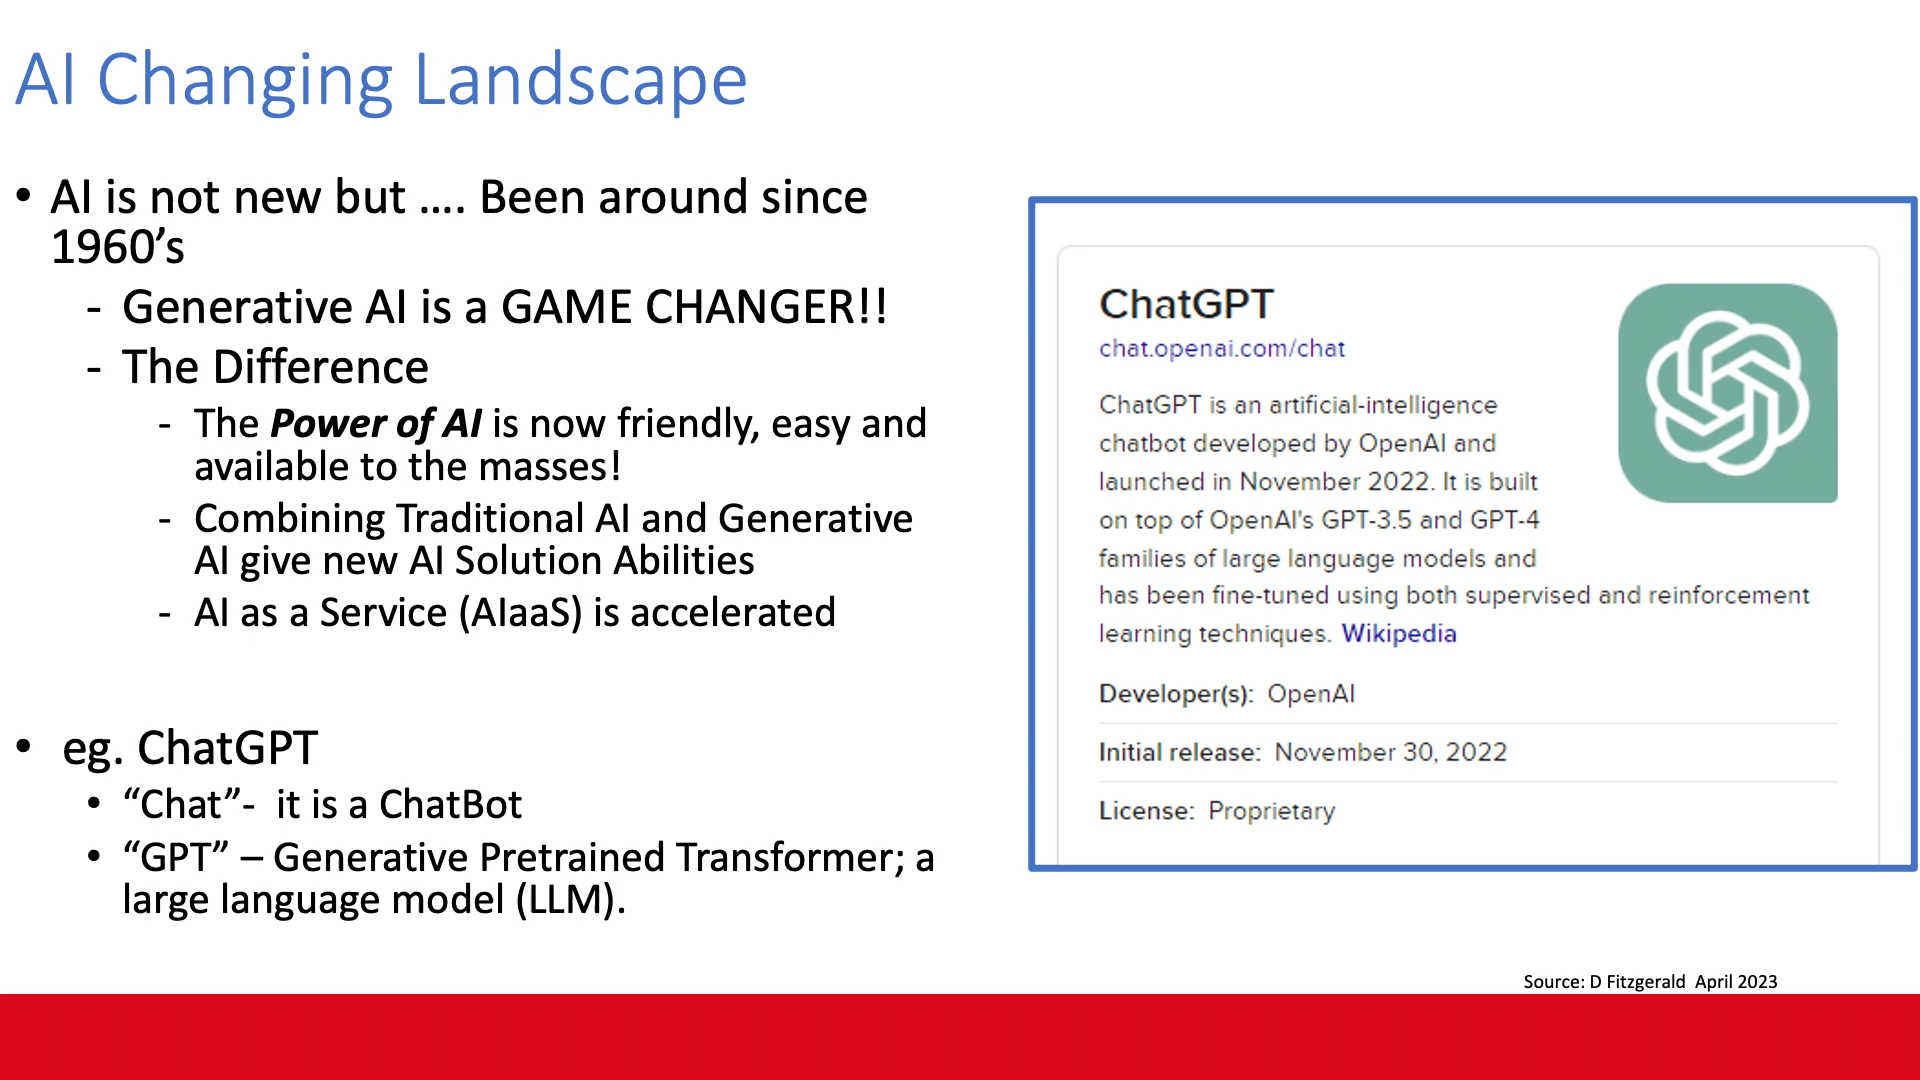 AI Changing Landscape
• AI is not new but .... Been around since
1960’s
- Generative AI is a GAME CHANGER!!
- The Difference
- The Power of AI is now friendly, easy and
available to the masses!
- Combining Traditional AI and Generative
AI give new AI Solution Abilities
- AI as a Service (AIaaS) is accelerated
• eg. ChatGPT
• “Chat”- it is a ChatBot
• “GPT” – Generative Pretrained Transformer; a
large language model (LLM).
ChatGPT
chat.openai.com/chat
ChatGPT is an artificial-intelligence
chatbot developed by OpenAI and
launched in November 2022. It is built
on top of OpenAI's GPT-3.5 and GPT-4
families of large language models and
has been fine-tuned using both supervised and reinforcement
learning techniques. Wikipedia
Developer(s): OpenAI
Initial release: November 30, 2022
License: Proprietary
Source: D Fitzgerald April 2023